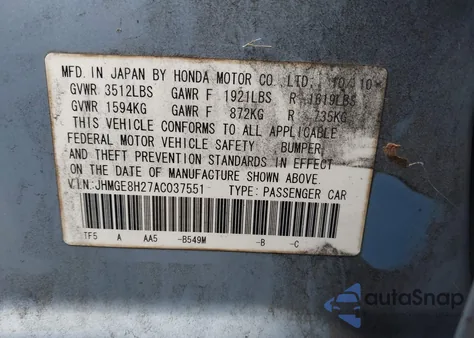 MFD. IN JAPAN BY HONDA MOTOR CO., LTD. 10/10
GVWR 3512LBS GAWR F 1921LBS R 1619LBS
GVWR 1594KG GAWR F 872KG R 735KG
THIS VEHICLE CONFORMS TO ALL APPLICABLE
FEDERAL MOTOR VEHICLE SAFETY BUMPER,
AND THEFT PREVENTION STANDARDS IN EFFECT
ON THE DATE OF MANUFACTURE SHOWN ABOVE.
V.I.N:JHMGE8H27AC037551 TYPE: PASSENGER CAR
TF5 A AA5 -B549M -B -C
autoSnap